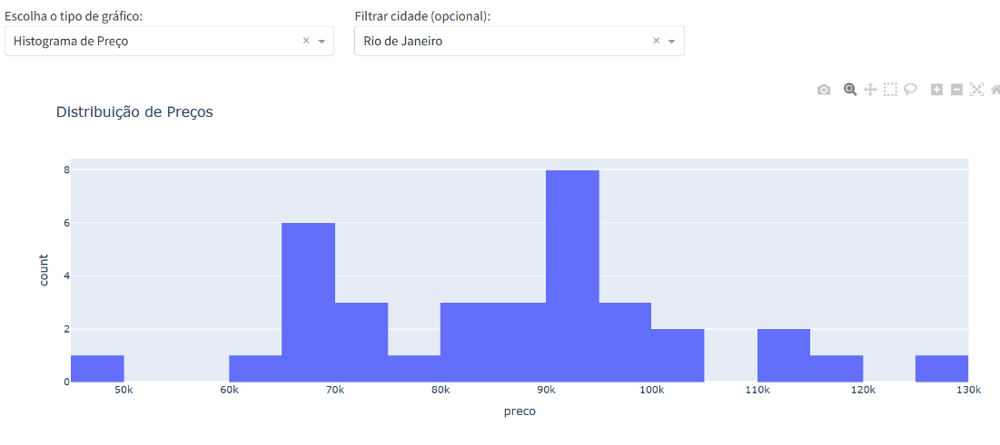 Escolha o tipo de gráfico:
Histograma de Preço
Filtrar cidade (opcional):
Rio de Janeiro
Distribuição de Preços
8
6
4
2
0
count
50k
60k
70k
80k
90k
100k
110k
120k
130k
preco